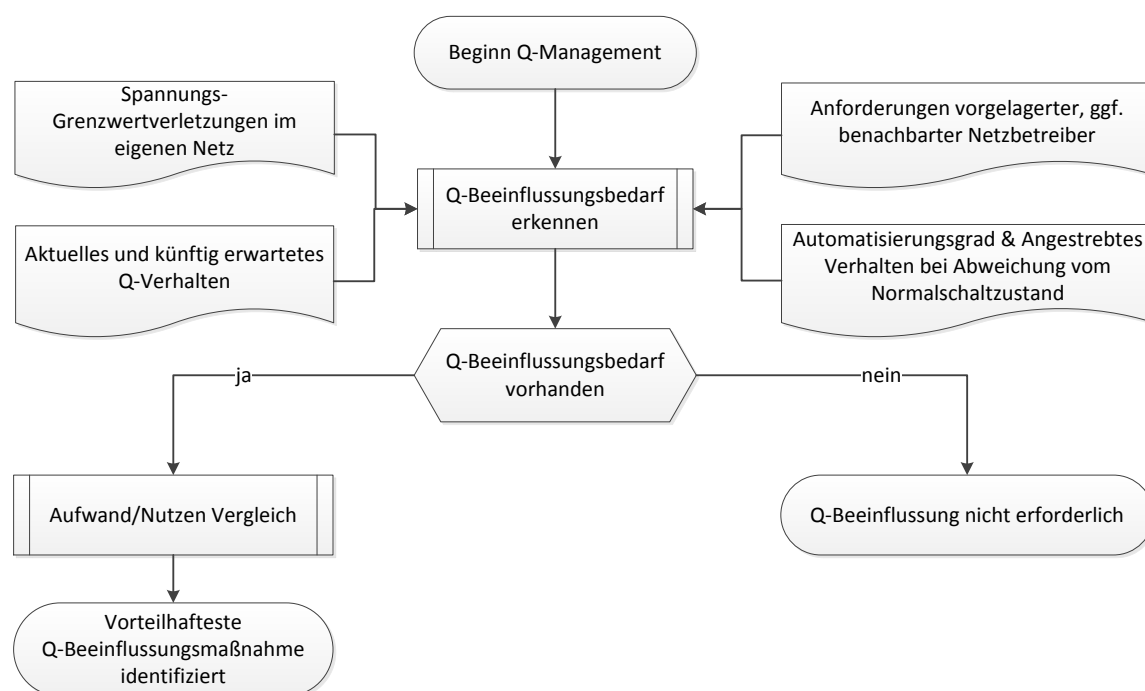 Beginn Q-Management
Spannungs-
Grenzwertverletzungen im
eigenen Netz
Anforderungen vorgelagerter, ggf.
benachbarter Netzbetreiber
Q-Beeinflussungsbedarf
erkennen
Aktuelles und künftig erwartetes
Q-Verhalten
Automatisierungsgrad & Angestrebtes
Verhalten bei Abweichung vom
Normalschaltzustand
Q-Beeinflussungsbedarf
vorhanden
ja
nein
Aufwand/Nutzen Vergleich
Q-Beeinflussung nicht erforderlich
Vorteilhafteste
Q-Beeinflussungsmaßnahme
identifiziert